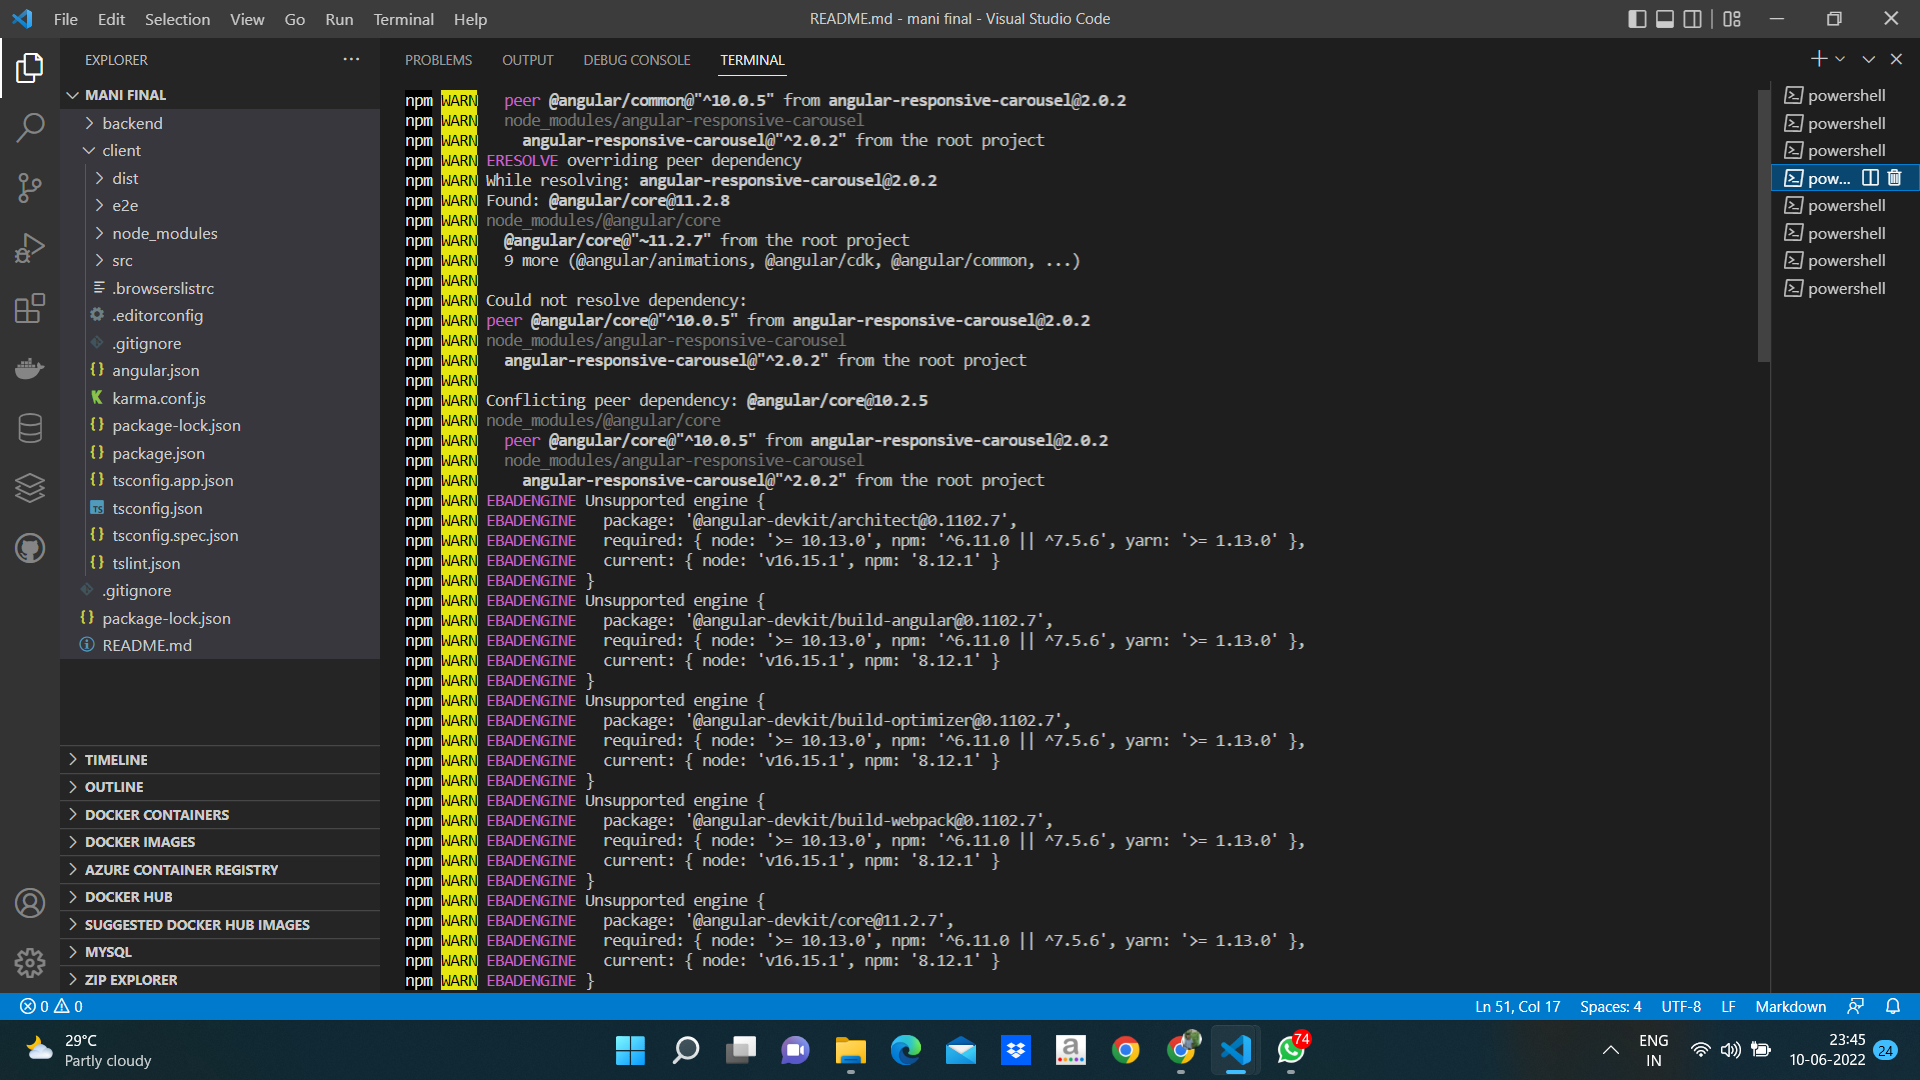 File Edit Selection View Go Run Terminal Help
README.md - mani final - Visual Studio Code
EXPLORER
MANI FINAL
backend
client
dist
e2e
node_modules
src
.browserslistrc
.editorconfig
.gitignore
angular.json
karma.conf.js
package-lock.json
package.json
tsconfig.app.json
tsconfig.json
tsconfig.spec.json
tslint.json
.gitignore
package-lock.json
README.md
TIMELINE
OUTLINE
DOCKER CONTAINERS
DOCKER IMAGES
AZURE CONTAINER REGISTRY
DOCKER HUB
SUGGESTED DOCKER HUB IMAGES
MYSQL
ZIP EXPLORER
PROBLEMS OUTPUT DEBUG CONSOLE TERMINAL
npm WARN   peer @angular/common@"^10.0.5" from angular-responsive-carousel@2.0.2
npm WARN   node_modules/angular-responsive-carousel
npm WARN     angular-responsive-carousel@"^2.0.2" from the root project
npm WARN ERESOLVE overriding peer dependency
npm WARN While resolving: angular-responsive-carousel@2.0.2
npm WARN Found: @angular/core@11.2.8
npm WARN node_modules/@angular/core
npm WARN   @angular/core@"~11.2.7" from the root project
npm WARN   9 more (@angular/animations, @angular/cdk, @angular/common, ...)
npm WARN
npm WARN Could not resolve dependency:
npm WARN peer @angular/core@"^10.0.5" from angular-responsive-carousel@2.0.2
npm WARN node_modules/angular-responsive-carousel
npm WARN   angular-responsive-carousel@"^2.0.2" from the root project
npm WARN
npm WARN Conflicting peer dependency: @angular/core@10.2.5
npm WARN node_modules/@angular/core
npm WARN   peer @angular/core@"^10.0.5" from angular-responsive-carousel@2.0.2
npm WARN   node_modules/angular-responsive-carousel
npm WARN     angular-responsive-carousel@"^2.0.2" from the root project
npm WARN EBADENGINE Unsupported engine {
npm WARN EBADENGINE   package: '@angular-devkit/architect@0.1102.7',
npm WARN EBADENGINE   required: { node: '>= 10.13.0', npm: '^6.11.0 || ^7.5.6', yarn: '>= 1.13.0' },
npm WARN EBADENGINE   current: { node: 'v16.15.1', npm: '8.12.1' }
npm WARN EBADENGINE }
npm WARN EBADENGINE Unsupported engine {
npm WARN EBADENGINE   package: '@angular-devkit/build-angular@0.1102.7',
npm WARN EBADENGINE   required: { node: '>= 10.13.0', npm: '^6.11.0 || ^7.5.6', yarn: '>= 1.13.0' },
npm WARN EBADENGINE   current: { node: 'v16.15.1', npm: '8.12.1' }
npm WARN EBADENGINE }
npm WARN EBADENGINE Unsupported engine {
npm WARN EBADENGINE   package: '@angular-devkit/build-optimizer@0.1102.7',
npm WARN EBADENGINE   required: { node: '>= 10.13.0', npm: '^6.11.0 || ^7.5.6', yarn: '>= 1.13.0' },
npm WARN EBADENGINE   current: { node: 'v16.15.1', npm: '8.12.1' }
npm WARN EBADENGINE }
npm WARN EBADENGINE Unsupported engine {
npm WARN EBADENGINE   package: '@angular-devkit/build-webpack@0.1102.7',
npm WARN EBADENGINE   required: { node: '>= 10.13.0', npm: '^6.11.0 || ^7.5.6', yarn: '>= 1.13.0' },
npm WARN EBADENGINE   current: { node: 'v16.15.1', npm: '8.12.1' }
npm WARN EBADENGINE }
npm WARN EBADENGINE Unsupported engine {
npm WARN EBADENGINE   package: '@angular-devkit/core@11.2.7',
npm WARN EBADENGINE   required: { node: '>= 10.13.0', npm: '^6.11.0 || ^7.5.6', yarn: '>= 1.13.0' },
npm WARN EBADENGINE   current: { node: 'v16.15.1', npm: '8.12.1' }
npm WARN EBADENGINE }
powershell
powershell
powershell
pow...
powershell
powershell
powershell
powershell
0 0
Ln 51, Col 17 Spaces: 4 UTF-8 LF Markdown
29°C
Partly cloudy
74
ENG
IN
23:45
10-06-2022
24